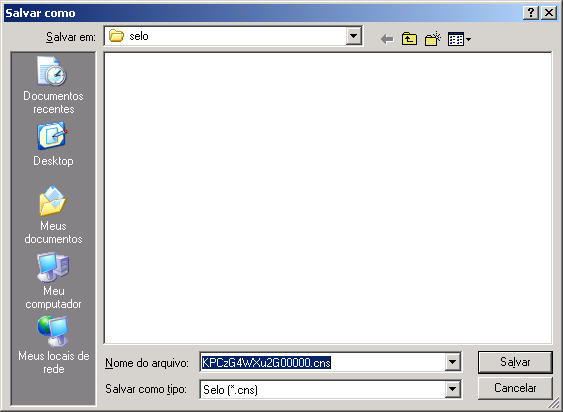 Salvar como
Salvar em: selo
Documentos
recentes
Desktop
Meus
documentos
Meu
computador
Meus locais de
rede
Nome do arquivo: KPCzG4WXu2G00000.cns Salvar
Salvar como tipo: Selo (*.cns) Cancelar